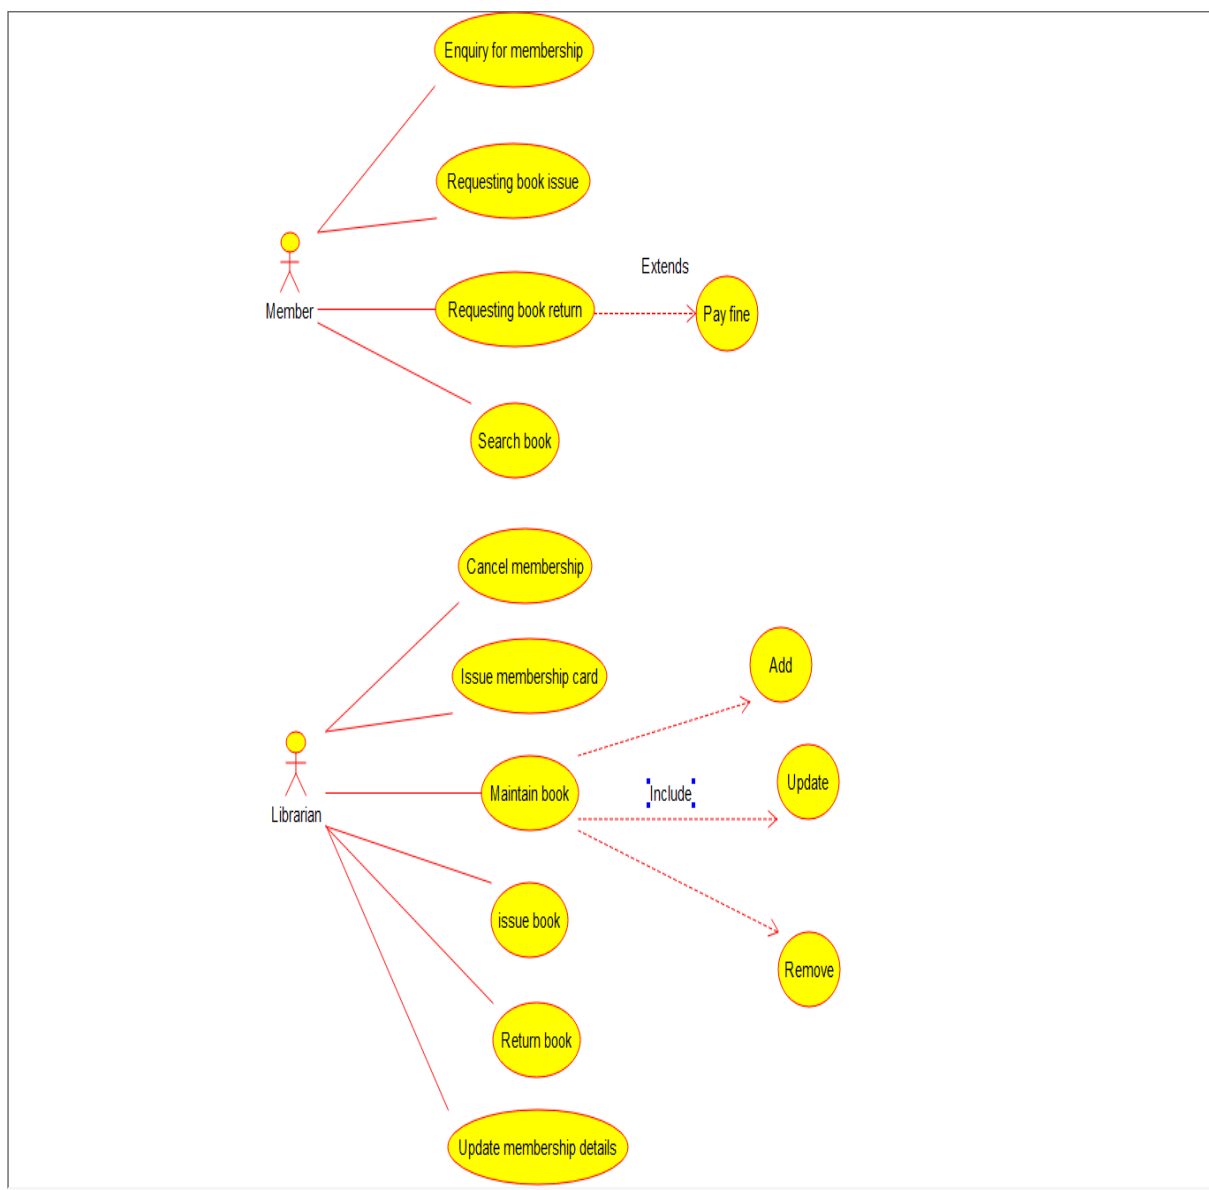 Enquiry for membership
Requesting book issue
Extends
Member
Requesting book return
Pay fine
Search book
Cancel membership
Issue membership card
Add
Librarian
Maintain book
Include
Update
issue book
Remove
Return book
Update membership details